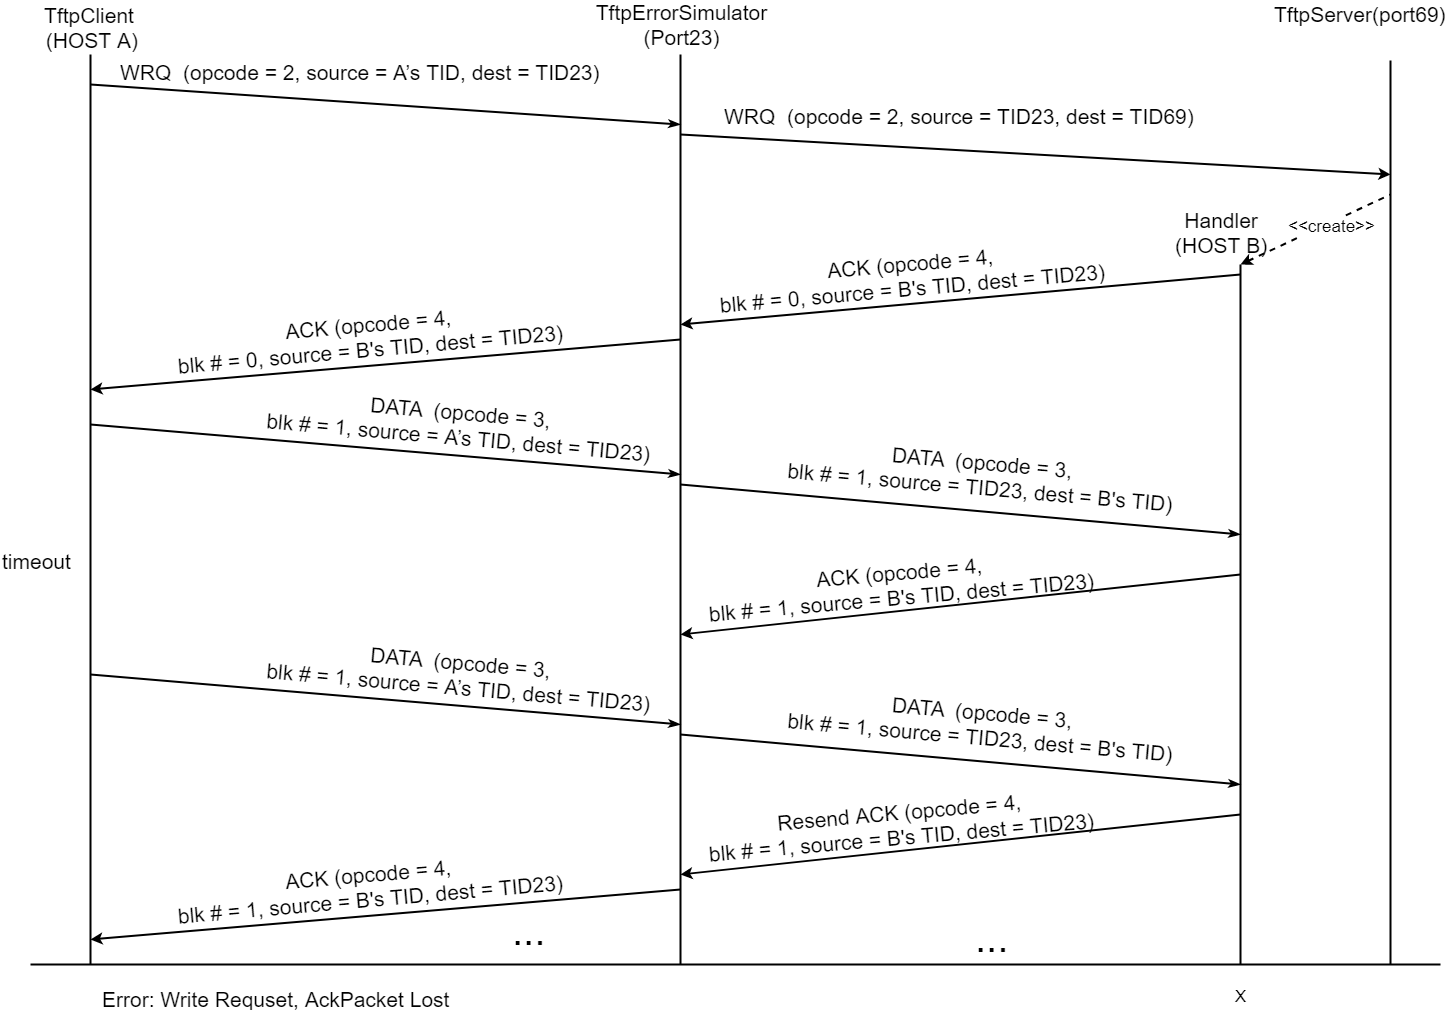 TftpClient
(HOST A)
TftpErrorSimulator
(Port23)
TftpServer(port69)
WRQ  (opcode = 2, source = A’s TID, dest = TID23)
WRQ  (opcode = 2, source = TID23, dest = TID69)
Handler
(HOST B)
<<create>>
ACK (opcode = 4,
blk # = 0, source = B's TID, dest = TID23)
ACK (opcode = 4,
blk # = 0, source = B's TID, dest = TID23)
DATA  (opcode = 3,
blk # = 1, source = A’s TID, dest = TID23)
DATA  (opcode = 3,
blk # = 1, source = TID23, dest = B's TID)
timeout
ACK (opcode = 4,
blk # = 1, source = B's TID, dest = TID23)
DATA  (opcode = 3,
blk # = 1, source = A’s TID, dest = TID23)
DATA  (opcode = 3,
blk # = 1, source = TID23, dest = B's TID)
Resend ACK (opcode = 4,
blk # = 1, source = B's TID, dest = TID23)
ACK (opcode = 4,
blk # = 1, source = B's TID, dest = TID23)
...
...
Error: Write Requset, AckPacket Lost
X